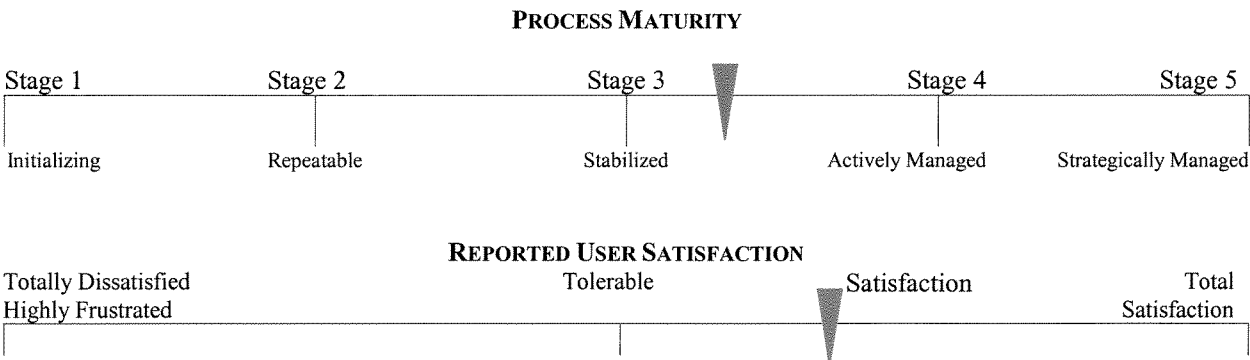 PROCESS MATURITY
Stage 1 Stage 2 Stage 3 Stage 4 Stage 5
Initializing Repeatable Stabilized Actively Managed Strategically Managed
REPORTED USER SATISFACTION
Totally Dissatisfied Tolerable Satisfaction Total
Highly Frustrated Satisfaction